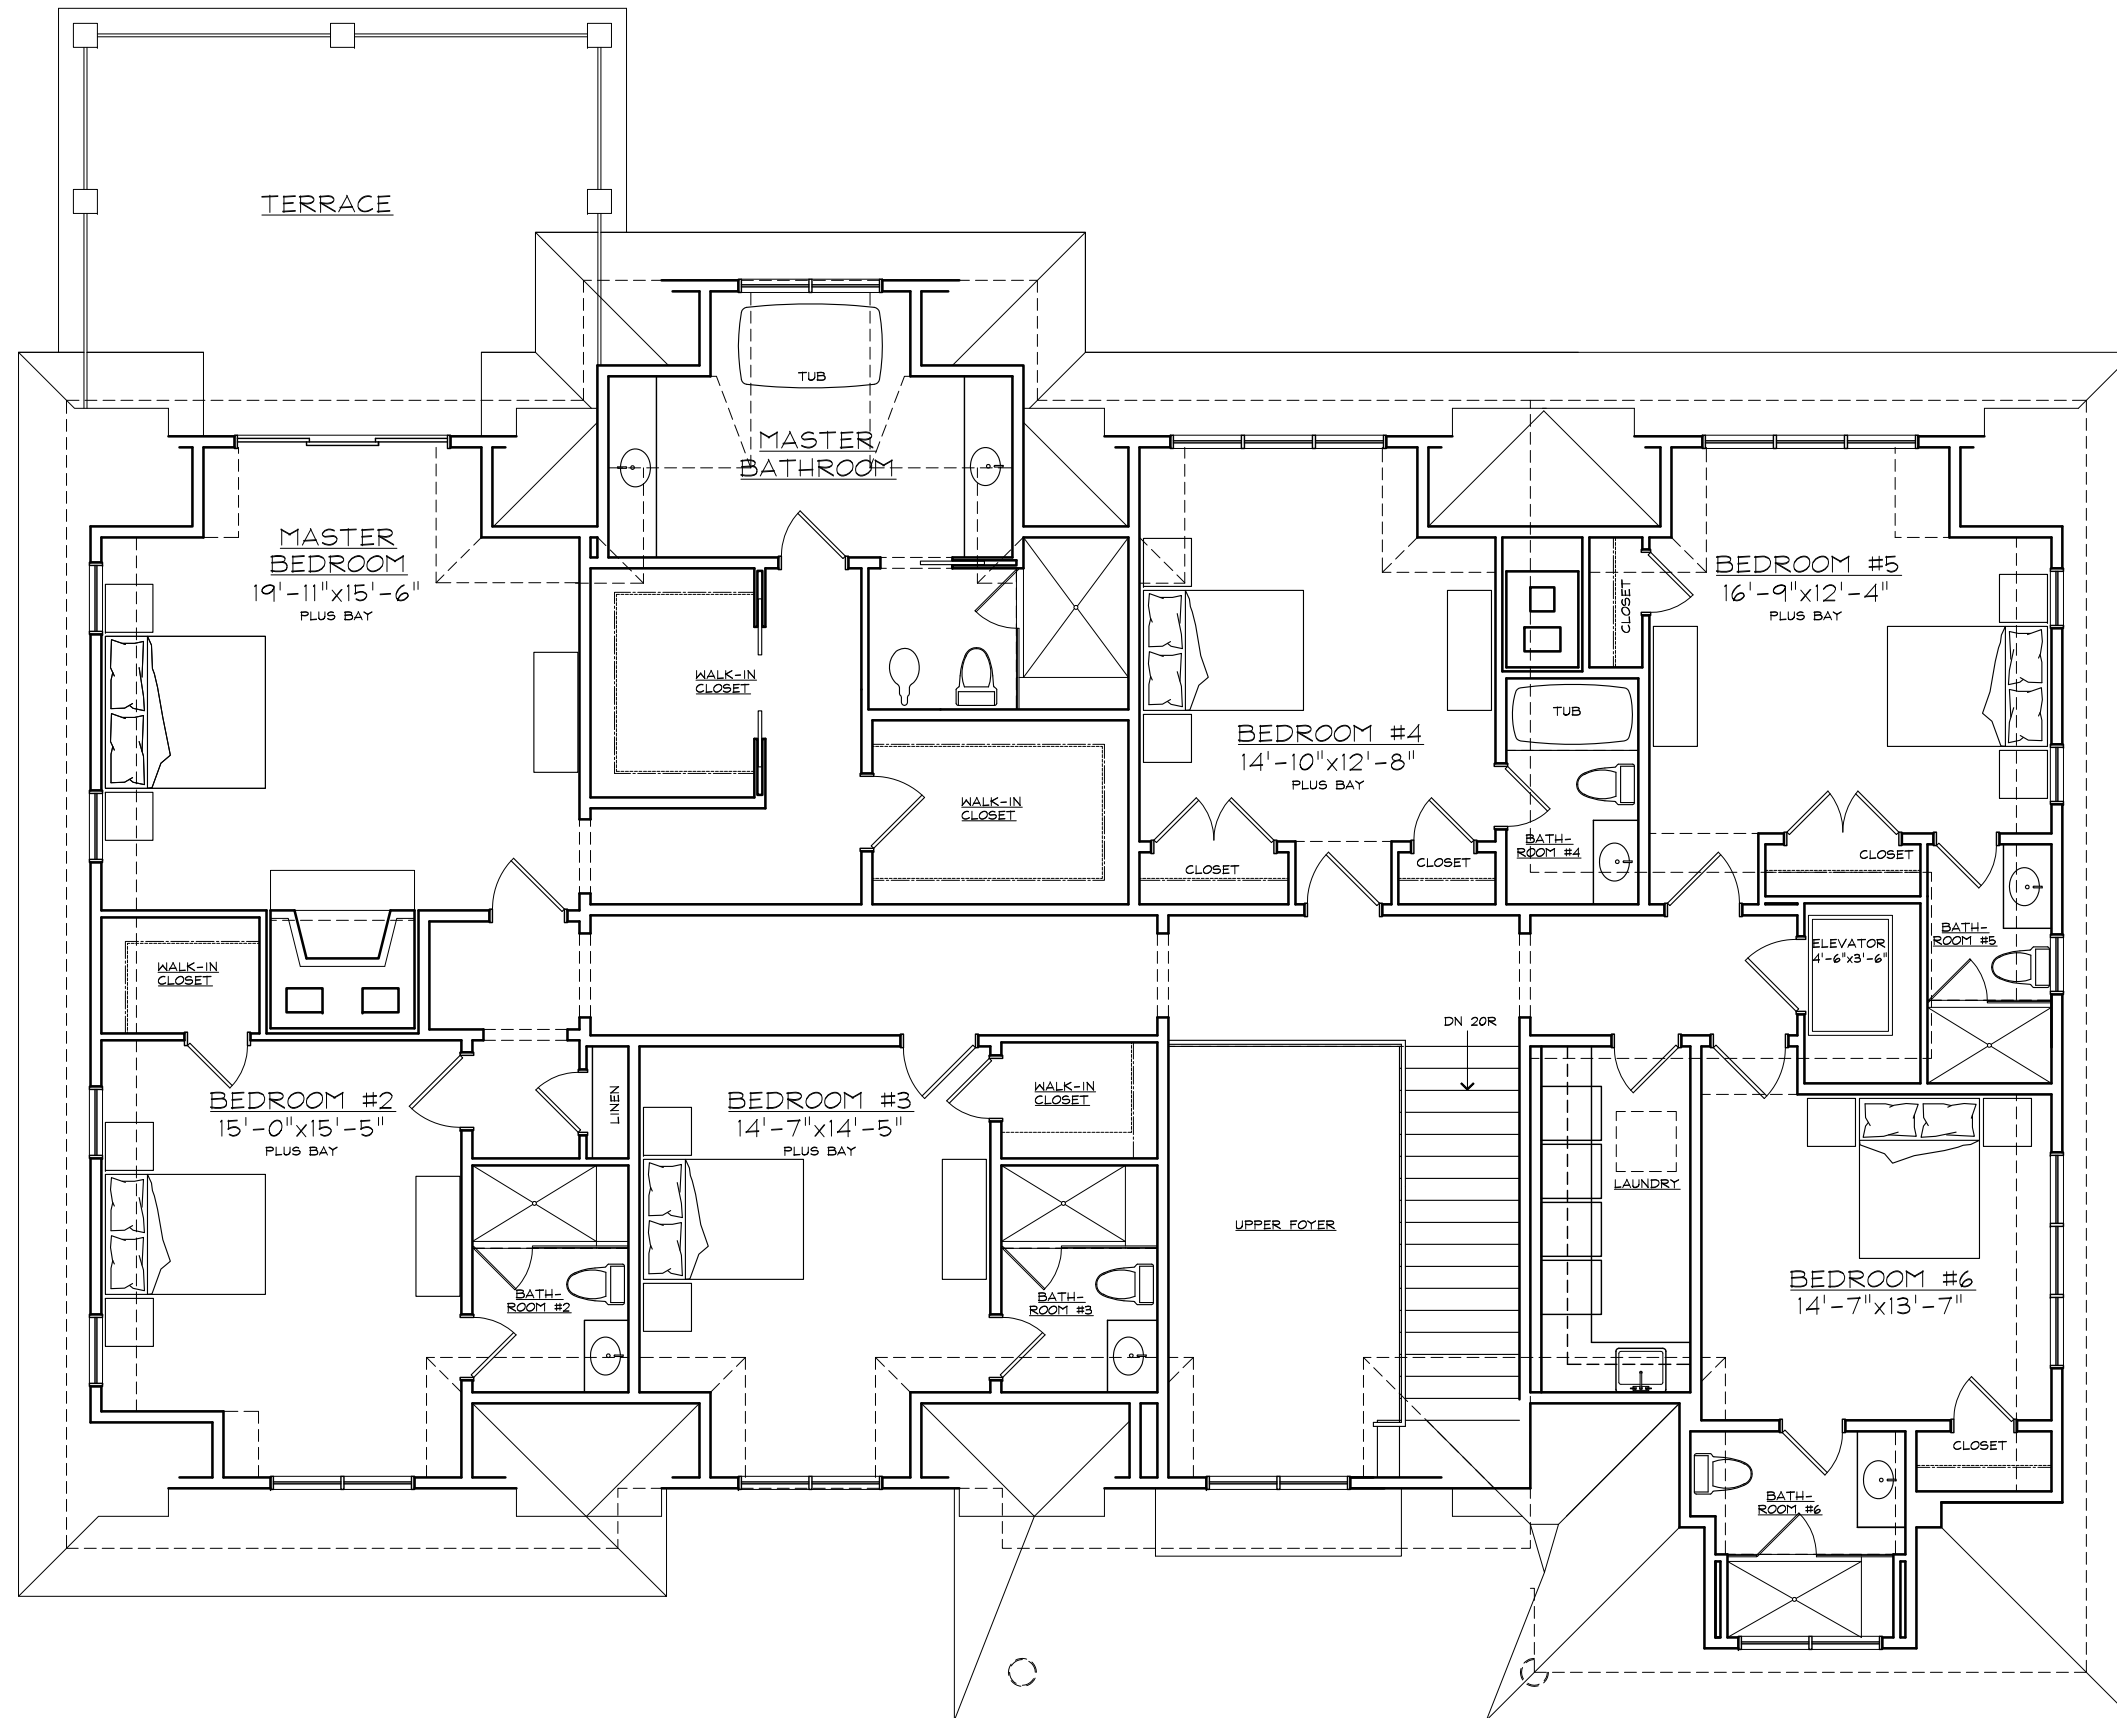 TERRACE
TUB
MASTER
BATHROOM
MASTER
BEDROOM
19'-11"x15'-6"
PLUS BAY
BEDROOM #5
16'-9"x12'-4"
PLUS BAY
CLOSET
WALK-IN
CLOSET
TUB
BEDROOM #4
14'-10"x12'-8"
PLUS BAY
WALK-IN
CLOSET
BATH-
ROOM #4
CLOSET
CLOSET
CLOSET
BATH-
ROOM #5
ELEVATOR
4'-6"x3'-6"
WALK-IN
CLOSET
DN 20R
BEDROOM #2
15'-0"x15'-5"
PLUS BAY
LINEN
BEDROOM #3
14'-7"x14'-5"
PLUS BAY
WALK-IN
CLOSET
LAUNDRY
UPPER FOYER
BEDROOM #6
14'-7"x13'-7"
BATH-
ROOM #2
BATH-
ROOM #3
CLOSET
BATH-
ROOM #6